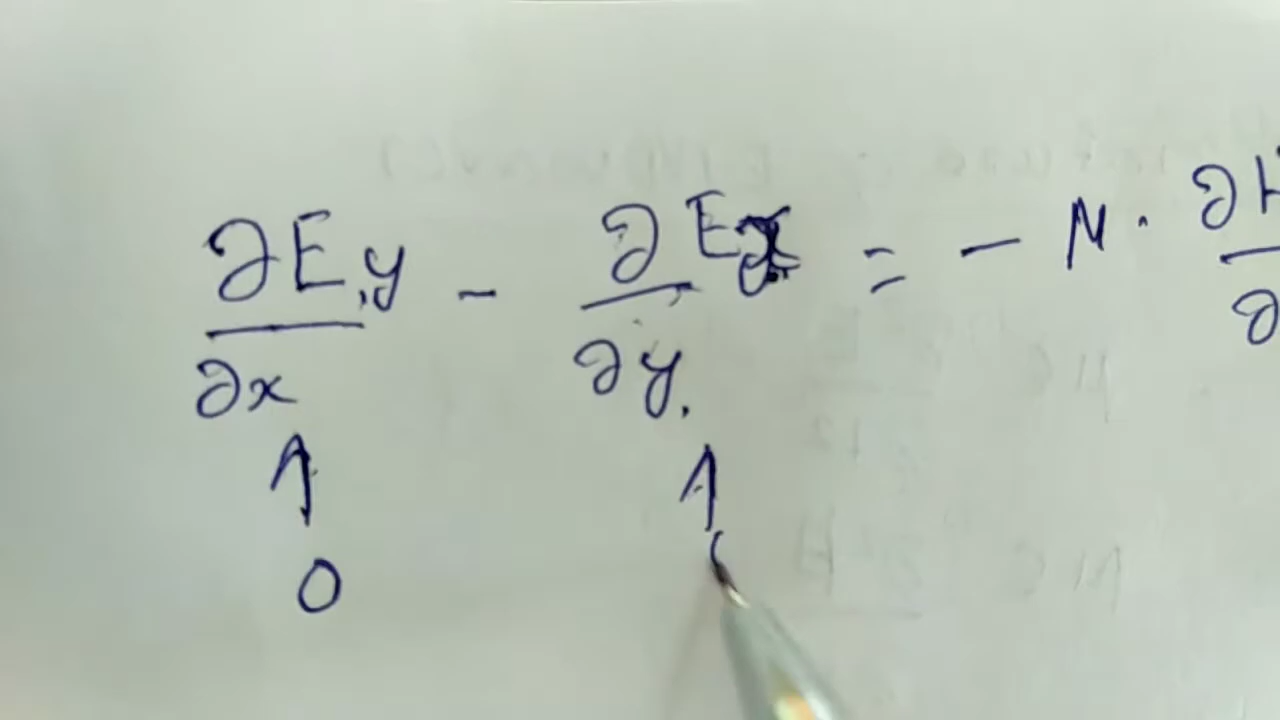 ∂Ey/∂x - ∂Ex/∂y = - μ · ∂H/∂
↑ ↑
0